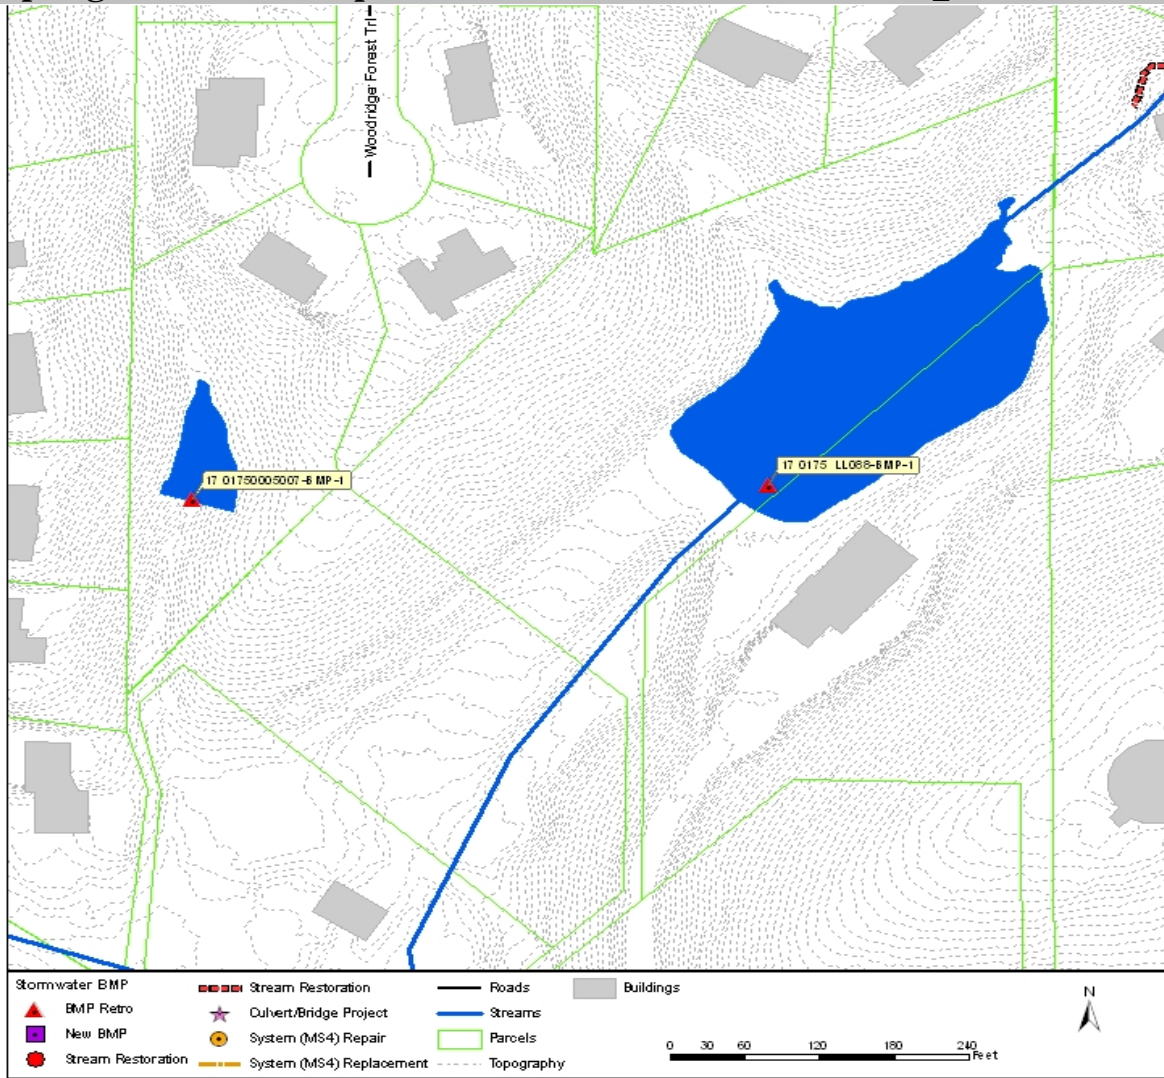 Woodridge Forest Trl
17 01750005007-BMP-1
17 0175 LL088-BMP-1
Stormwater BMP
BMP Retro
New BMP
Stream Restoration
Stream Restoration
Culvert/Bridge Project
System (MS4) Repair
System (MS4) Replacement
Roads
Streams
Parcels
Topography
Buildings
N
0 30 60 120 180 240
Feet